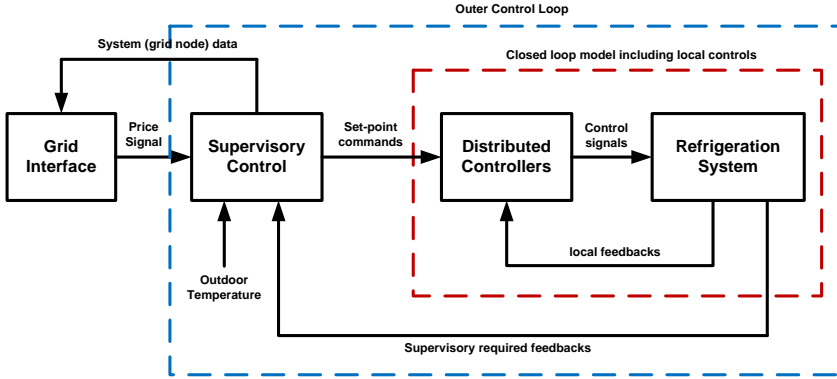 Outer Control Loop
System (grid node) data
Closed loop model including local controls
Grid
Interface
Price
Signal
Supervisory
Control
Set-point
commands
Distributed
Controllers
Control
signals
Refrigeration
System
local feedbacks
Outdoor
Temperature
Supervisory required feedbacks